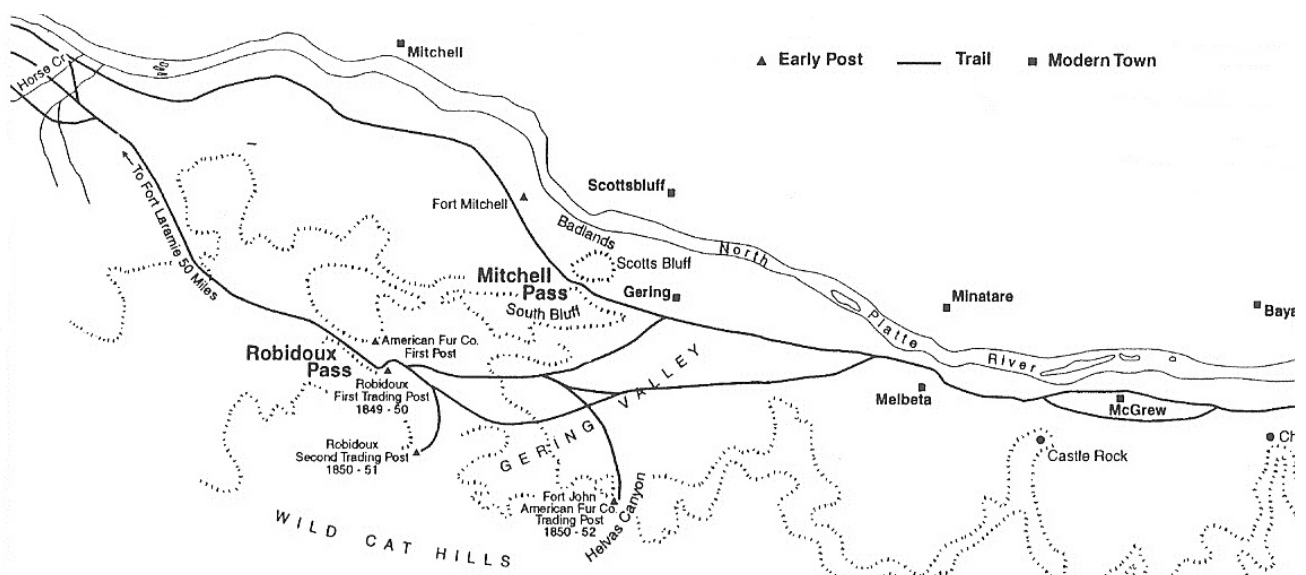 Mitchell
Early Post
Trail
Modern Town
Horse Cr.
To Fort Laramie 50 Miles
Fort Mitchell
Scottsbluff
Badlands
Scotts Bluff
North
Platte
River
Mitchell
Pass
Gering
South Bluff
Minatare
Baya
American Fur Co.
First Post
Robidoux
Pass
Robidoux
First Trading Post
1849 - 50
Robidoux
Second Trading Post
1850 - 51
GERING VALLEY
Melbeta
McGrew
Castle Rock
Ch
Fort John
American Fur Co.
Trading Post
1850 - 52
Helvas Canyon
WILD CAT HILLS